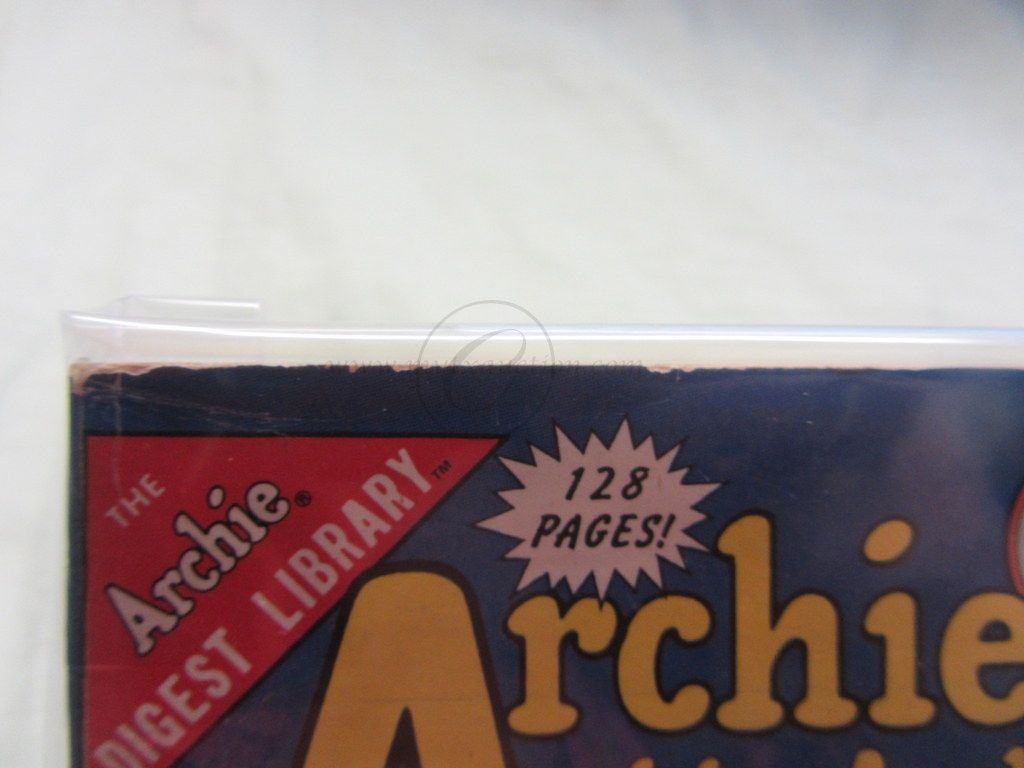 THE
Archie®
DIGEST LIBRARY™
128
PAGES!
Archie